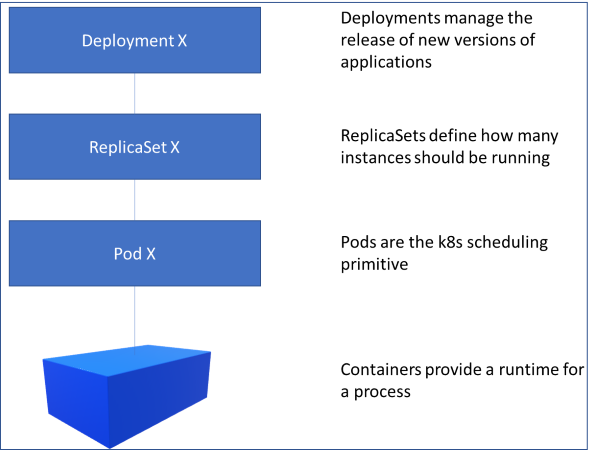 Deployment X
Deployments manage the
release of new versions of
applications
ReplicaSet X
ReplicaSets define how many
instances should be running
Pod X
Pods are the k8s scheduling
primitive
Containers provide a runtime for
a process